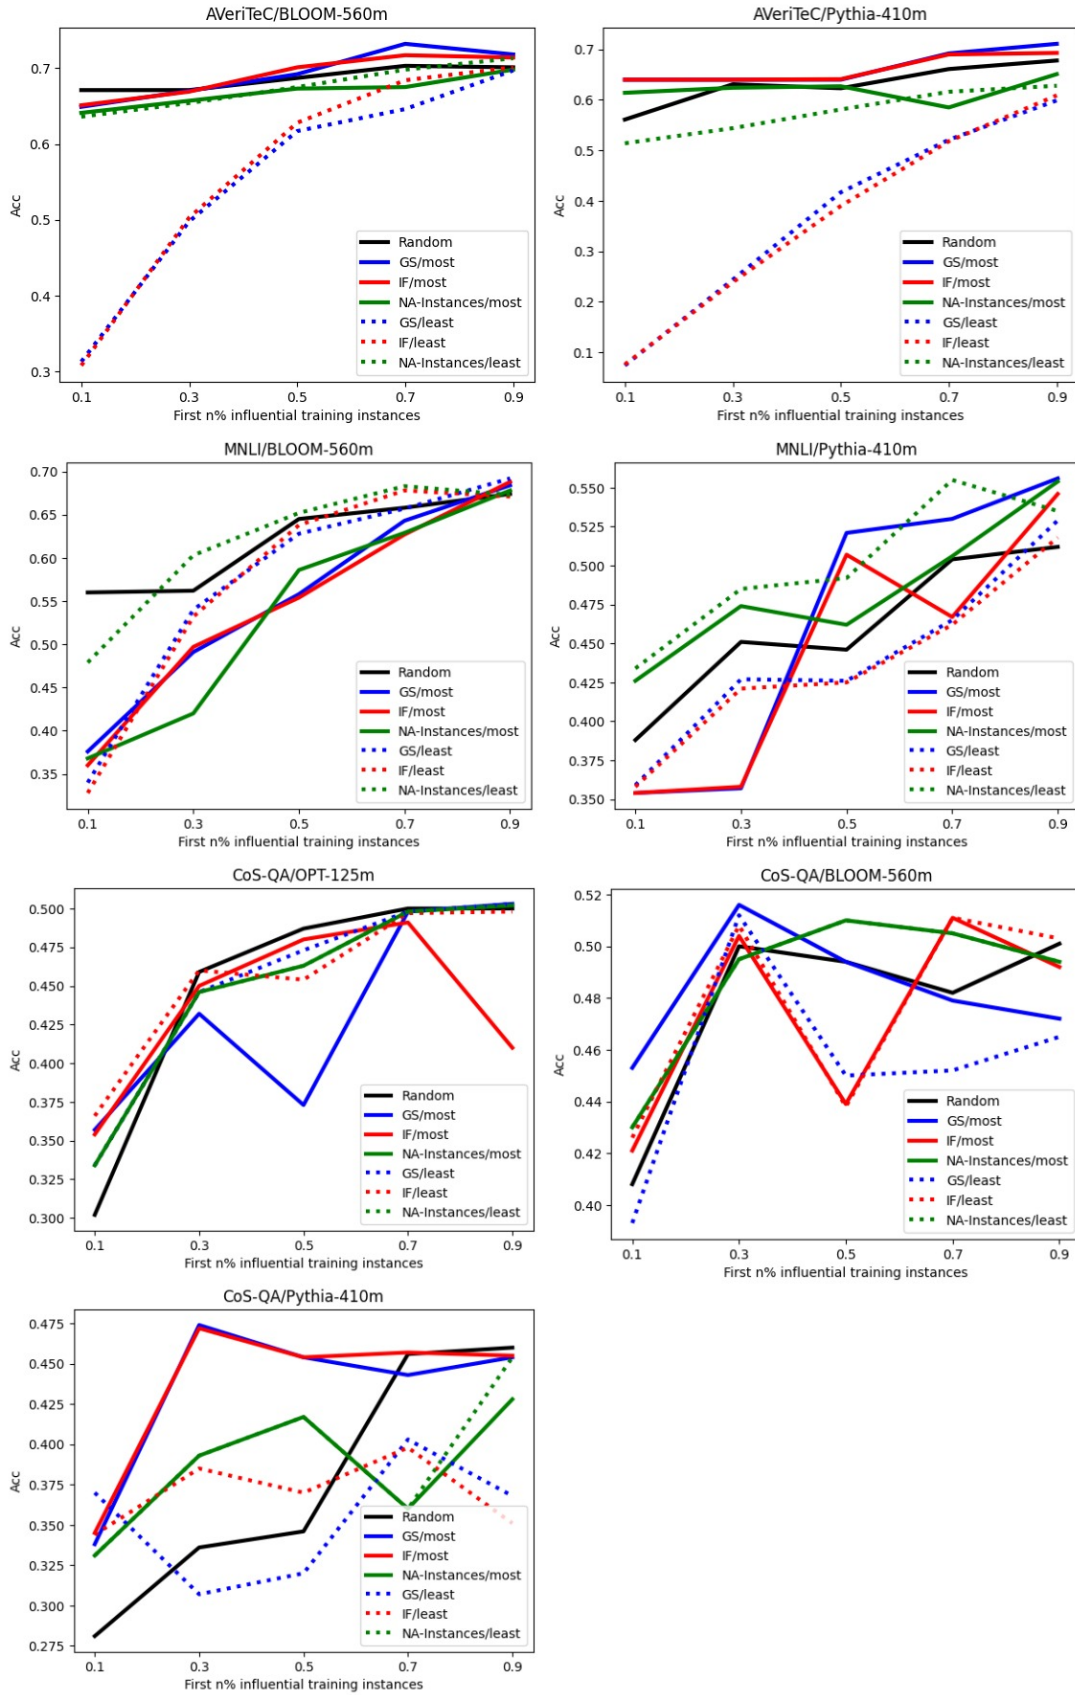 AVeriTeC/BLOOM-560m
Acc
0.7
0.6
0.5
0.4
0.3
Random
GS/most
IF/most
NA-Instances/most
GS/least
IF/least
NA-Instances/least
0.1 0.3 0.5 0.7 0.9
First n% influential training instances
AVeriTeC/Pythia-410m
Acc
0.7
0.6
0.5
0.4
0.3
0.2
0.1
Random
GS/most
IF/most
NA-Instances/most
GS/least
IF/least
NA-Instances/least
0.1 0.3 0.5 0.7 0.9
First n% influential training instances
MNLI/BLOOM-560m
Acc
0.70
0.65
0.60
0.55
0.50
0.45
0.40
0.35
Random
GS/most
IF/most
NA-Instances/most
GS/least
IF/least
NA-Instances/least
0.1 0.3 0.5 0.7 0.9
First n% influential training instances
MNLI/Pythia-410m
Acc
0.550
0.525
0.500
0.475
0.450
0.425
0.400
0.375
0.350
Random
GS/most
IF/most
NA-Instances/most
GS/least
IF/least
NA-Instances/least
0.1 0.3 0.5 0.7 0.9
First n% influential training instances
CoS-QA/OPT-125m
Acc
0.500
0.475
0.450
0.425
0.400
0.375
0.350
0.325
0.300
Random
GS/most
IF/most
NA-Instances/most
GS/least
IF/least
NA-Instances/least
0.1 0.3 0.5 0.7 0.9
First n% influential training instances
CoS-QA/BLOOM-560m
Acc
0.52
0.50
0.48
0.46
0.44
0.42
0.40
Random
GS/most
IF/most
NA-Instances/most
GS/least
IF/least
NA-Instances/least
0.1 0.3 0.5 0.7 0.9
First n% influential training instances
CoS-QA/Pythia-410m
Acc
0.475
0.450
0.425
0.400
0.375
0.350
0.325
0.300
0.275
Random
GS/most
IF/most
NA-Instances/most
GS/least
IF/least
NA-Instances/least
0.1 0.3 0.5 0.7 0.9
First n% influential training instances